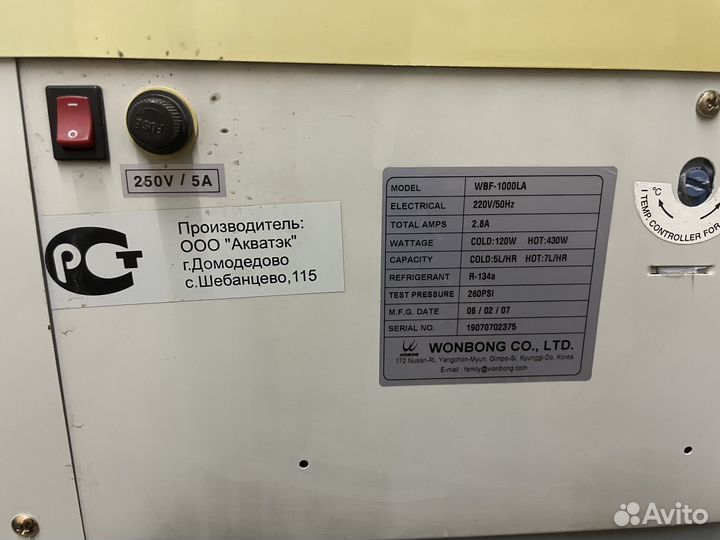 FUSE
250V / 5A
Производитель:
ООО "Акватэк"
г.Домодедово
с.Шебанцево,115
РСТ
MODEL WBF-1000LA
ELECTRICAL 220V/50Hz
TOTAL AMPS 2.8A
WATTAGE COLD:120W HOT:430W
CAPACITY COLD:5L/HR HOT:7L/HR
REFRIGERANT R-134a
TEST PRESSURE 260PSI
M.F.G. DATE 06 / 02 / 07
SERIAL NO. 19070702375
WONBONG
WONBONG CO., LTD.
170 Nusan-Ri, Yangchon-Myun, Gimpo-Si, Kyunggi-Do, Korea
E-mail : family@wonbong.com
°C
TEMP. CONTROLLER FOR
Avito